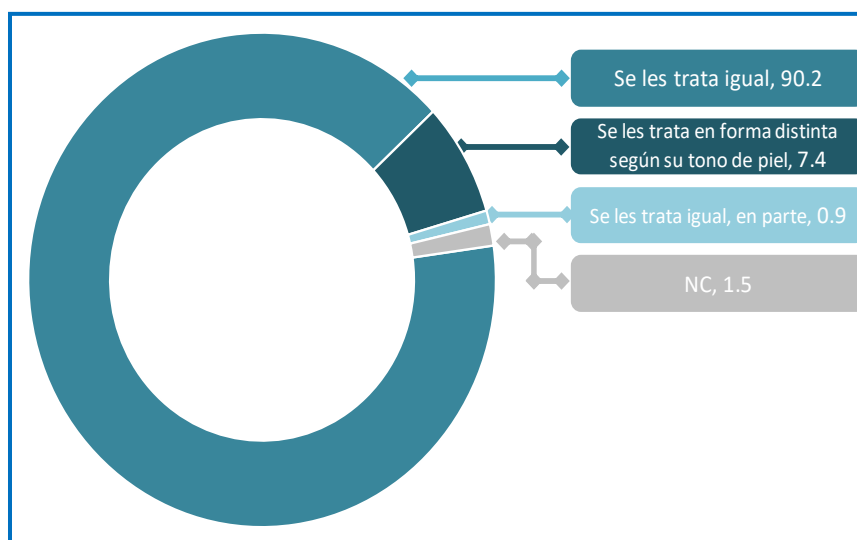 Se les trata igual, 90.2
Se les trata en forma distinta
según su tono de piel, 7.4
Se les trata igual, en parte, 0.9
NC, 1.5